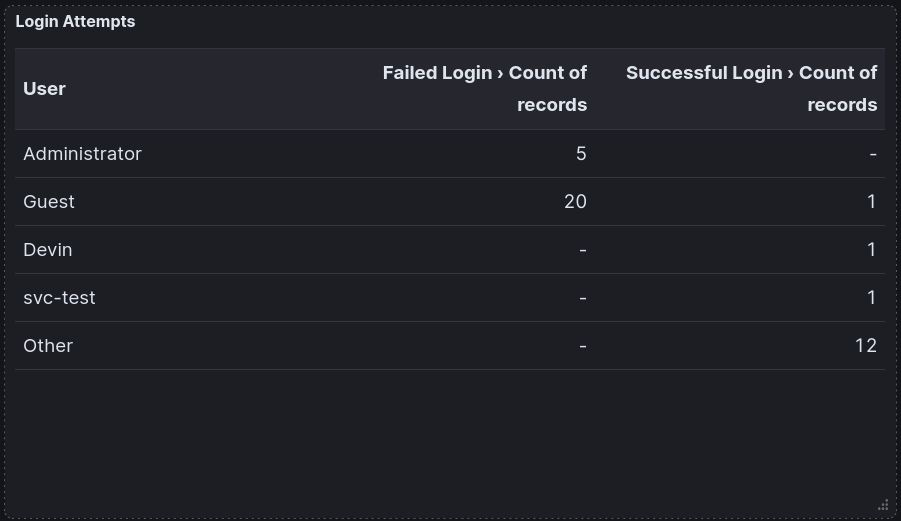 Login Attempts
User
Failed Login › Count of
records
Successful Login › Count of
records
Administrator 5 -
Guest 20 1
Devin - 1
svc-test - 1
Other - 12